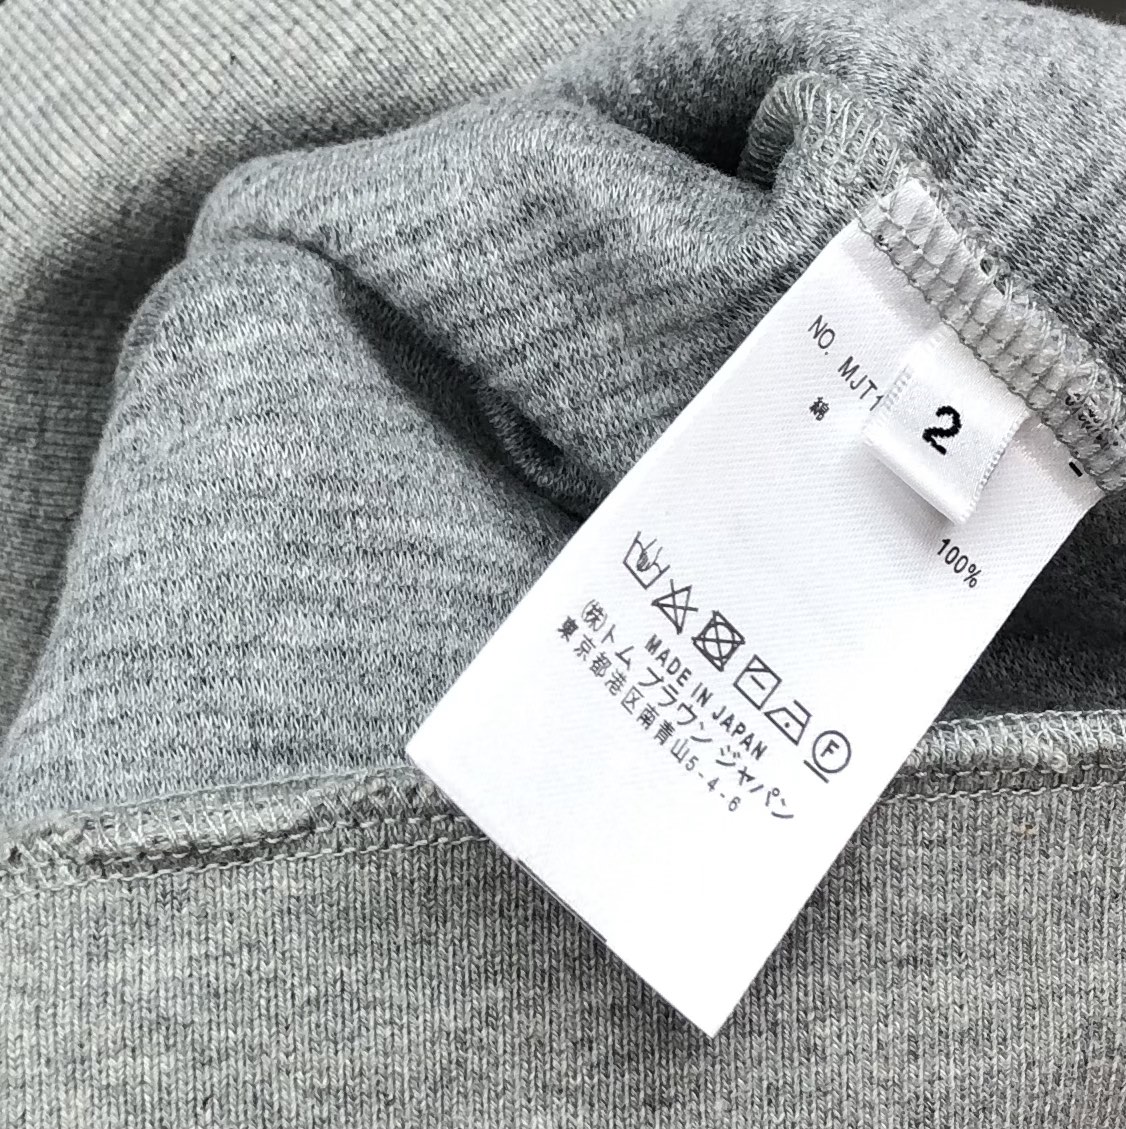 NO. MJT
2
綿
100%
MADE IN JAPAN
F
(株)トム ブラウン ジャパン
東京都港区南青山5-4-6